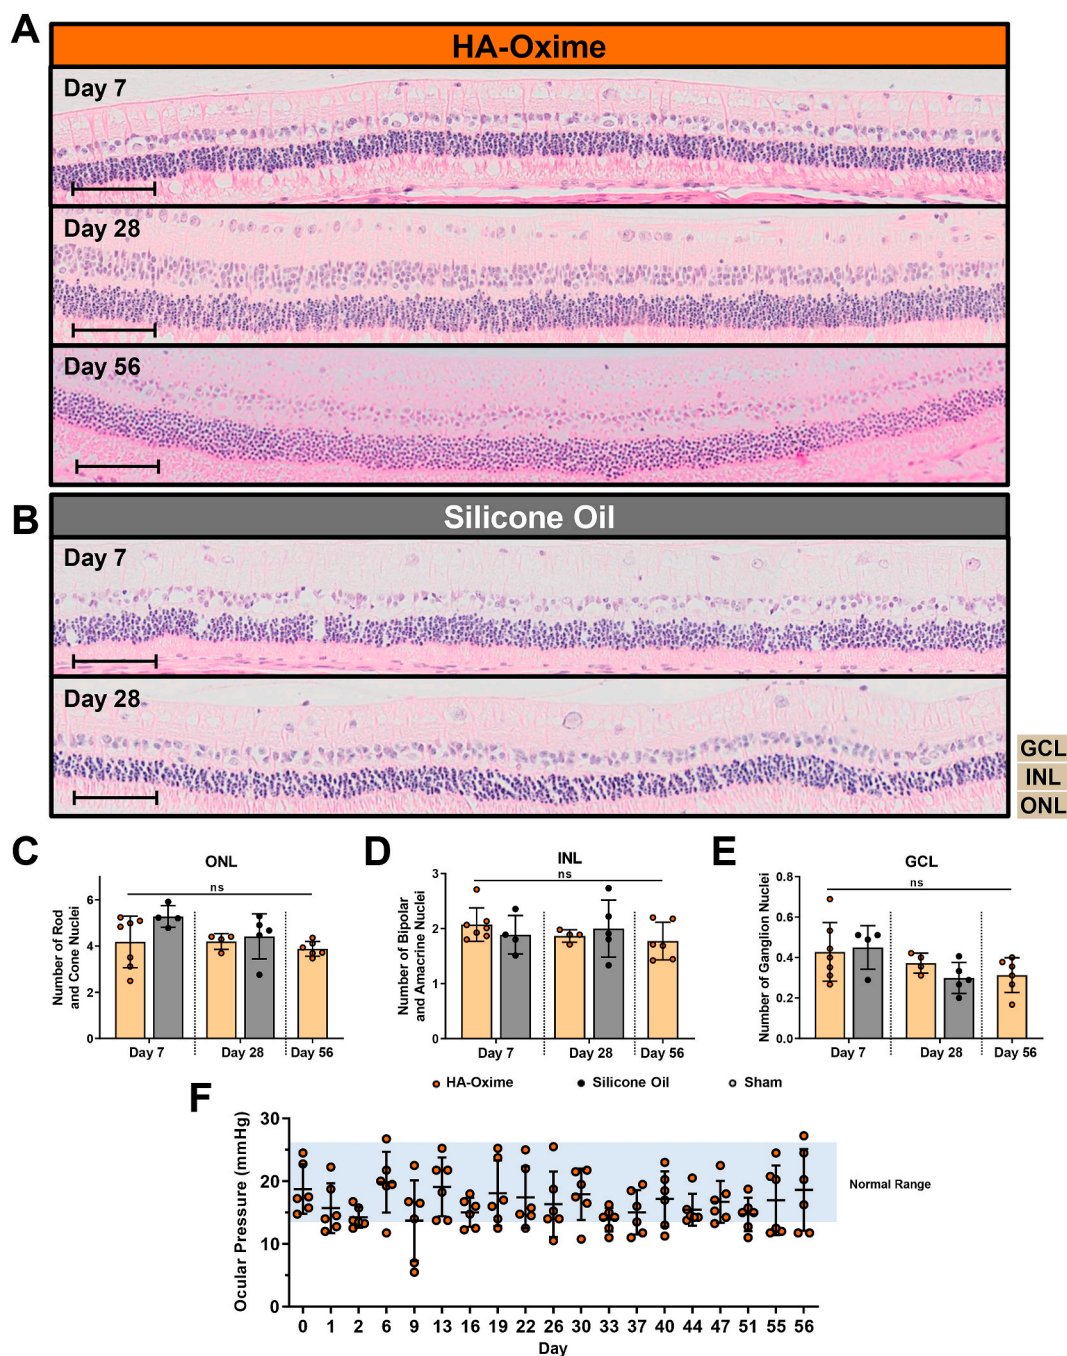 A
HA-Oxime
Day 7
Day 28
Day 56
B
Silicone Oil
Day 7
Day 28
GCL
INL
ONL
C
ONL
ns
Number of Rod
and Cone Nuclei
6
4
2
0
Day 7
Day 28
Day 56
D
INL
ns
Number of Bipolar
and Amacrine Nuclei
3
2
1
0
Day 7
Day 28
Day 56
E
GCL
ns
Number of Ganglion Nuclei
0.8
0.6
0.4
0.2
0.0
Day 7
Day 28
Day 56
HA-Oxime
Silicone Oil
Sham
F
Ocular Pressure (mmHg)
30
20
10
0
Normal Range
0 1 2 6 9 13 16 19 22 26 30 33 37 40 44 47 51 55 56
Day